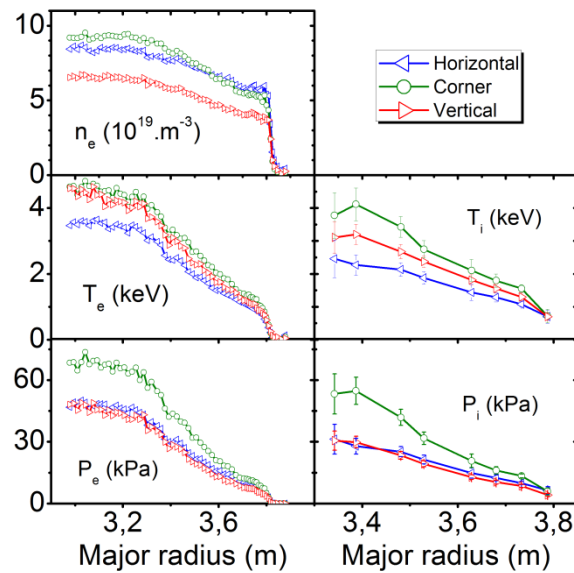 10
5
0
n_e (10^19.m^-3)
Horizontal
Corner
Vertical
4
2
0
T_e (keV)
T_i (keV)
60
30
0
P_e (kPa)
P_i (kPa)
3,2 3,6
3,4 3,6 3,8
Major radius (m) Major radius (m)